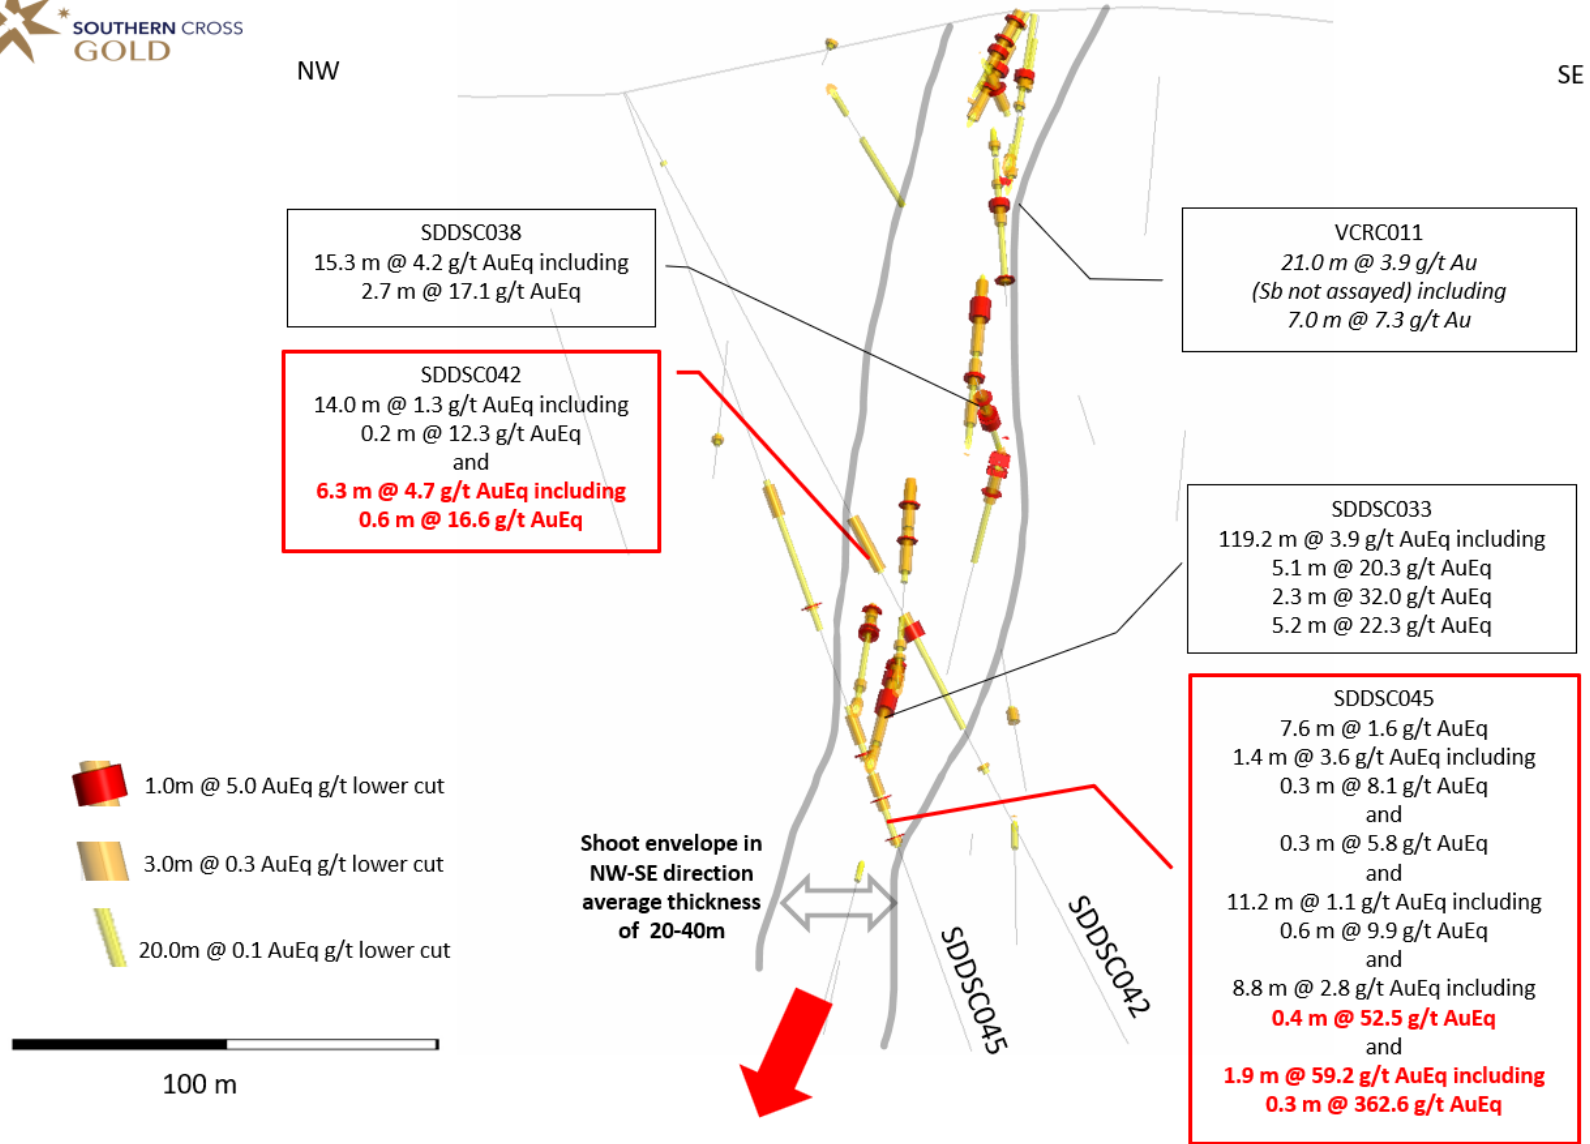 SOUTHERN CROSS
GOLD
NW
SE
SDDSC038
15.3 m @ 4.2 g/t AuEq including
2.7 m @ 17.1 g/t AuEq
VCRC011
21.0 m @ 3.9 g/t Au
(Sb not assayed) including
7.0 m @ 7.3 g/t Au
SDDSC042
14.0 m @ 1.3 g/t AuEq including
0.2 m @ 12.3 g/t AuEq
and
6.3 m @ 4.7 g/t AuEq including
0.6 m @ 16.6 g/t AuEq
SDDSC033
119.2 m @ 3.9 g/t AuEq including
5.1 m @ 20.3 g/t AuEq
2.3 m @ 32.0 g/t AuEq
5.2 m @ 22.3 g/t AuEq
SDDSC045
7.6 m @ 1.6 g/t AuEq
1.4 m @ 3.6 g/t AuEq including
0.3 m @ 8.1 g/t AuEq
and
0.3 m @ 5.8 g/t AuEq
and
11.2 m @ 1.1 g/t AuEq including
0.6 m @ 9.9 g/t AuEq
and
8.8 m @ 2.8 g/t AuEq including
0.4 m @ 52.5 g/t AuEq
and
1.9 m @ 59.2 g/t AuEq including
0.3 m @ 362.6 g/t AuEq
1.0m @ 5.0 AuEq g/t lower cut
3.0m @ 0.3 AuEq g/t lower cut
20.0m @ 0.1 AuEq g/t lower cut
Shoot envelope in
NW-SE direction
average thickness
of 20-40m
SDDSC045
SDDSC042
100 m